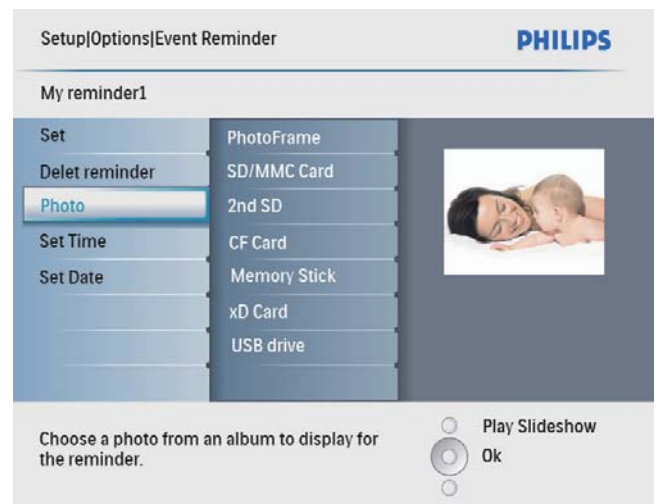 Setup|Options|Event Reminder
PHILIPS
My reminder1
Set
Delet reminder
Photo
Set Time
Set Date
PhotoFrame
SD/MMC Card
2nd SD
CF Card
Memory Stick
xD Card
USB drive
Choose a photo from an album to display for
the reminder.
Play Slideshow
Ok